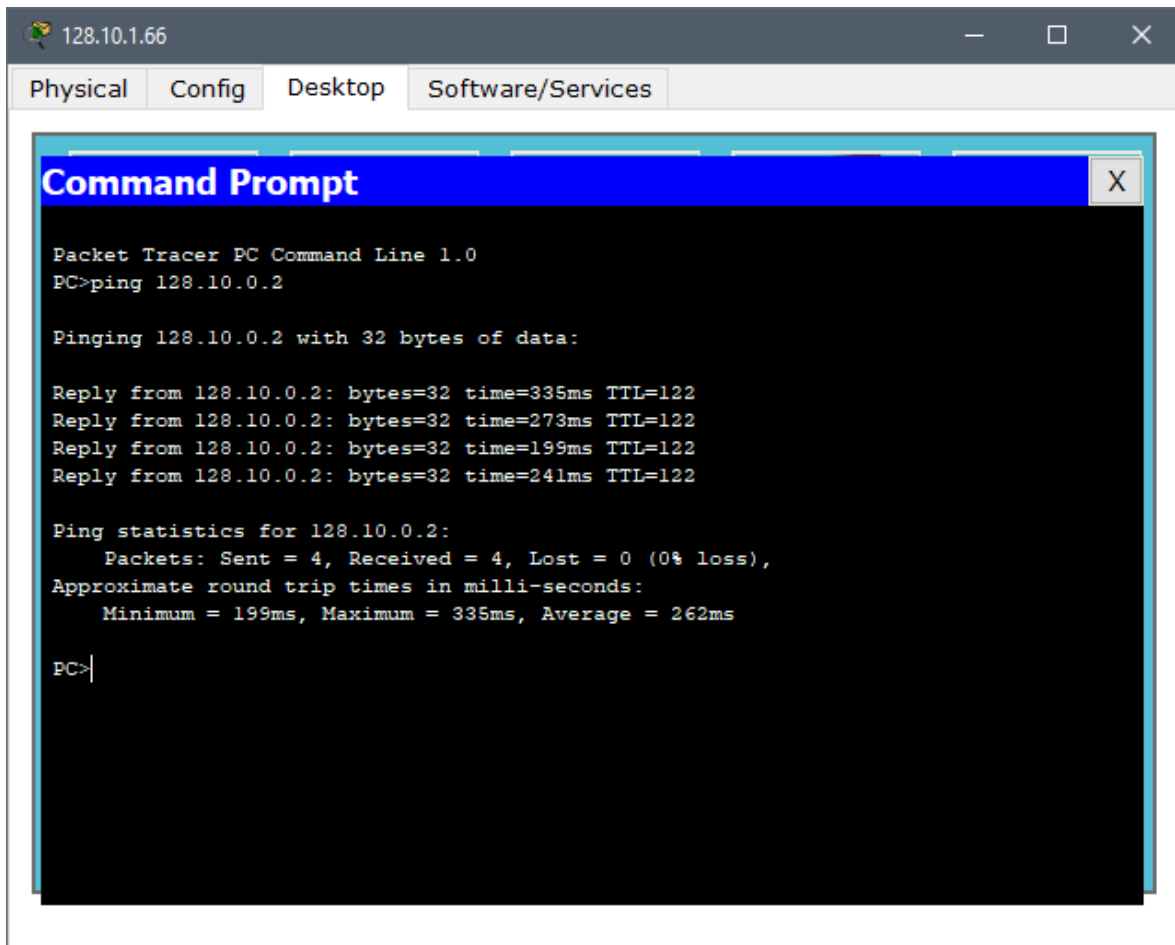 128.10.1.66
Physical Config Desktop Software/Services
Command Prompt X
Packet Tracer PC Command Line 1.0
PC>ping 128.10.0.2
Pinging 128.10.0.2 with 32 bytes of data:
Reply from 128.10.0.2: bytes=32 time=335ms TTL=122
Reply from 128.10.0.2: bytes=32 time=273ms TTL=122
Reply from 128.10.0.2: bytes=32 time=199ms TTL=122
Reply from 128.10.0.2: bytes=32 time=241ms TTL=122
Ping statistics for 128.10.0.2:
Packets: Sent = 4, Received = 4, Lost = 0 (0% loss),
Approximate round trip times in milli-seconds:
Minimum = 199ms, Maximum = 335ms, Average = 262ms
PC>